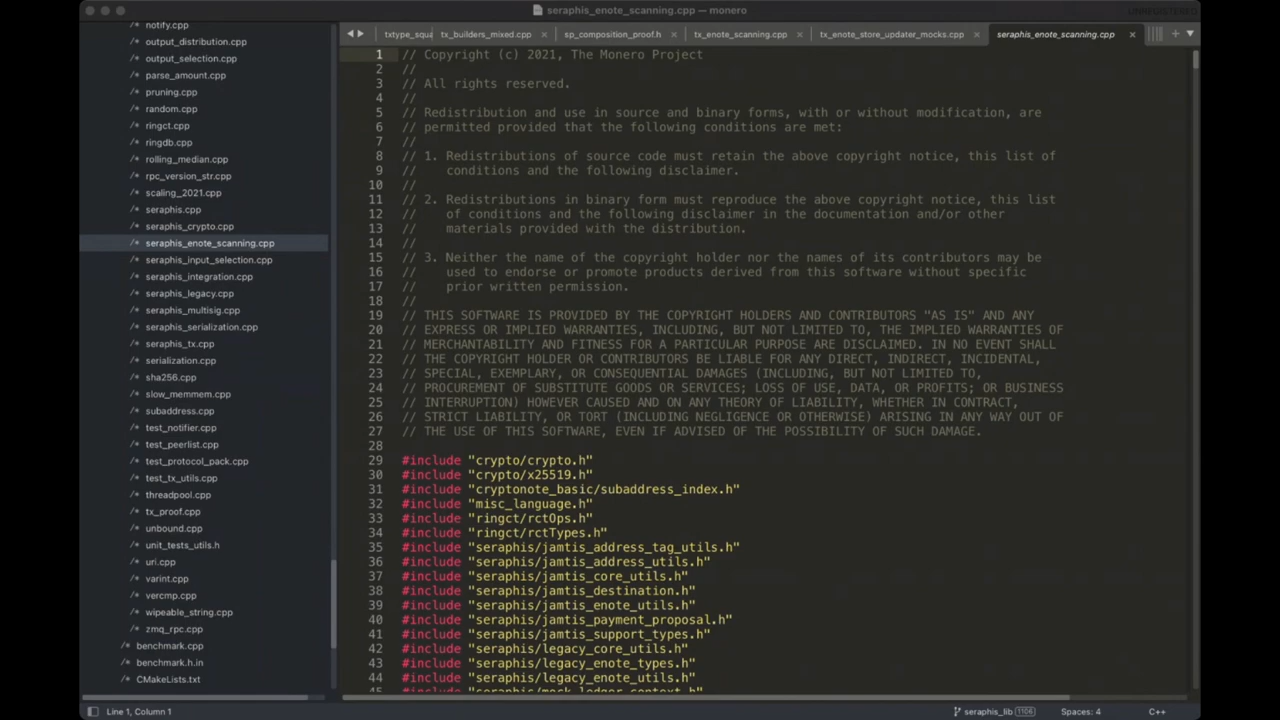 seraphis_enote_scanning.cpp — monero
UNREGISTERED
notify.cpp
output_distribution.cpp
output_selection.cpp
parse_amount.cpp
pruning.cpp
random.cpp
ringct.cpp
ringdb.cpp
rolling_median.cpp
rpc_version_str.cpp
scaling_2021.cpp
seraphis.cpp
seraphis_crypto.cpp
seraphis_enote_scanning.cpp
seraphis_input_selection.cpp
seraphis_integration.cpp
seraphis_legacy.cpp
seraphis_multisig.cpp
seraphis_serialization.cpp
seraphis_tx.cpp
serialization.cpp
sha256.cpp
slow_memmem.cpp
subaddress.cpp
test_notifier.cpp
test_peerlist.cpp
test_protocol_pack.cpp
test_tx_utils.cpp
threadpool.cpp
tx_proof.cpp
unbound.cpp
unit_tests_utils.h
uri.cpp
varint.cpp
vercmp.cpp
wipeable_string.cpp
zmq_rpc.cpp
benchmark.cpp
benchmark.h.in
CMakeLists.txt
txtype_squ tx_builders_mixed.cpp sp_composition_proof.h tx_enote_scanning.cpp tx_enote_store_updater_mocks.cpp seraphis_enote_scanning.cpp
1 // Copyright (c) 2021, The Monero Project
2 //
3 // All rights reserved.
4 //
5 // Redistribution and use in source and binary forms, with or without modification, are
6 // permitted provided that the following conditions are met:
7 //
8 // 1. Redistributions of source code must retain the above copyright notice, this list of
9 //    conditions and the following disclaimer.
10 //
11 // 2. Redistributions in binary form must reproduce the above copyright notice, this list
12 //    of conditions and the following disclaimer in the documentation and/or other
13 //    materials provided with the distribution.
14 //
15 // 3. Neither the name of the copyright holder nor the names of its contributors may be
16 //    used to endorse or promote products derived from this software without specific
17 //    prior written permission.
18 //
19 // THIS SOFTWARE IS PROVIDED BY THE COPYRIGHT HOLDERS AND CONTRIBUTORS "AS IS" AND ANY
20 // EXPRESS OR IMPLIED WARRANTIES, INCLUDING, BUT NOT LIMITED TO, THE IMPLIED WARRANTIES OF
21 // MERCHANTABILITY AND FITNESS FOR A PARTICULAR PURPOSE ARE DISCLAIMED. IN NO EVENT SHALL
22 // THE COPYRIGHT HOLDER OR CONTRIBUTORS BE LIABLE FOR ANY DIRECT, INDIRECT, INCIDENTAL,
23 // SPECIAL, EXEMPLARY, OR CONSEQUENTIAL DAMAGES (INCLUDING, BUT NOT LIMITED TO,
24 // PROCUREMENT OF SUBSTITUTE GOODS OR SERVICES; LOSS OF USE, DATA, OR PROFITS; OR BUSINESS
25 // INTERRUPTION) HOWEVER CAUSED AND ON ANY THEORY OF LIABILITY, WHETHER IN CONTRACT,
26 // STRICT LIABILITY, OR TORT (INCLUDING NEGLIGENCE OR OTHERWISE) ARISING IN ANY WAY OUT OF
27 // THE USE OF THIS SOFTWARE, EVEN IF ADVISED OF THE POSSIBILITY OF SUCH DAMAGE.
28
29 #include "crypto/crypto.h"
30 #include "crypto/x25519.h"
31 #include "cryptonote_basic/subaddress_index.h"
32 #include "misc_language.h"
33 #include "ringct/rctOps.h"
34 #include "ringct/rctTypes.h"
35 #include "seraphis/jamtis_address_tag_utils.h"
36 #include "seraphis/jamtis_address_utils.h"
37 #include "seraphis/jamtis_core_utils.h"
38 #include "seraphis/jamtis_destination.h"
39 #include "seraphis/jamtis_enote_utils.h"
40 #include "seraphis/jamtis_payment_proposal.h"
41 #include "seraphis/jamtis_support_types.h"
42 #include "seraphis/legacy_core_utils.h"
43 #include "seraphis/legacy_enote_types.h"
44 #include "seraphis/legacy_enote_utils.h"
45 #include "seraphis/mock_ledger_context.h"
Line 1, Column 1
seraphis_lib 1106 Spaces: 4 C++